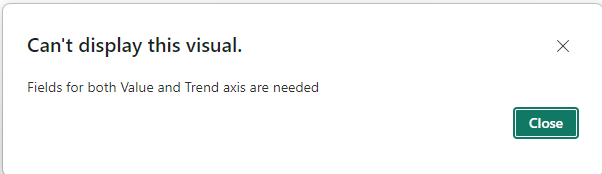 Can't display this visual.
Fields for both Value and Trend axis are needed
Close